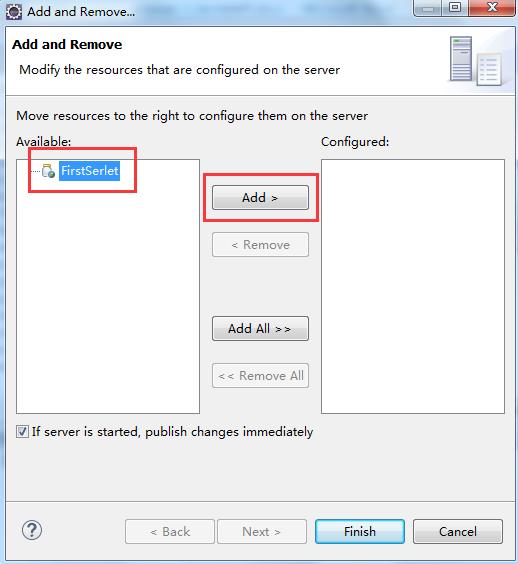 Add and Remove...
Add and Remove
Modify the resources that are configured on the server
Move resources to the right to configure them on the server
Available:
Configured:
FirstSerlet
Add >
< Remove
Add All >>
<< Remove All
If server is started, publish changes immediately
?
< Back
Next >
Finish
Cancel